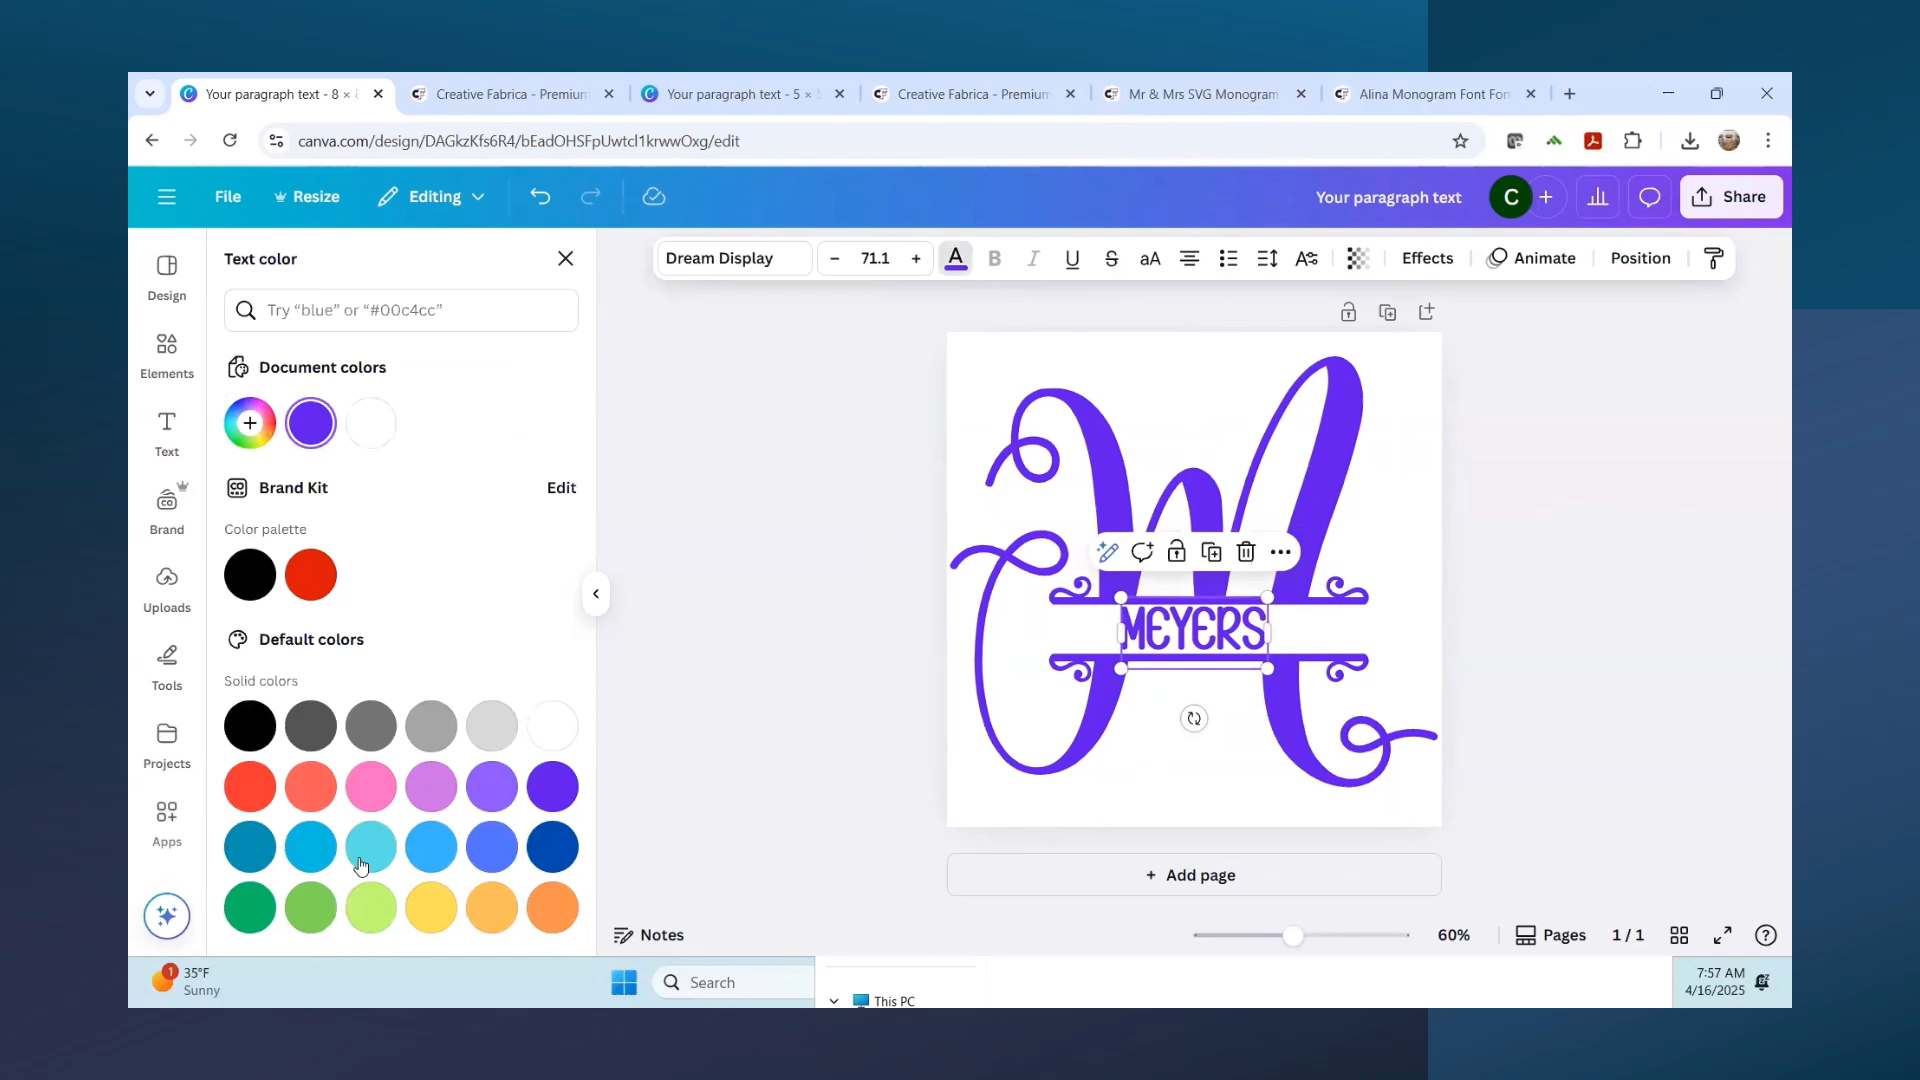 Your paragraph text - 8 ×
Creative Fabrica - Premium
Your paragraph text - 5 ×
Creative Fabrica - Premium
Mr & Mrs SVG Monogram
Alina Monogram Font Fon
canva.com/design/DAGkzKfs6R4/bEadOHSFpUwtcl1krwwOxg/edit
File
Resize
Editing
Your paragraph text
C
Share
Text color
Dream Display
71.1
A
B
I
U
S
aA
Effects
Animate
Position
Design
Elements
Text
Brand
Uploads
Tools
Projects
Apps
Try “blue” or “#00c4cc”
Document colors
Brand Kit
Edit
Color palette
Default colors
Solid colors
W
MEYERS
+ Add page
Notes
60%
Pages
1 / 1
1
35°F
Sunny
Search
This PC
7:57 AM
4/16/2025